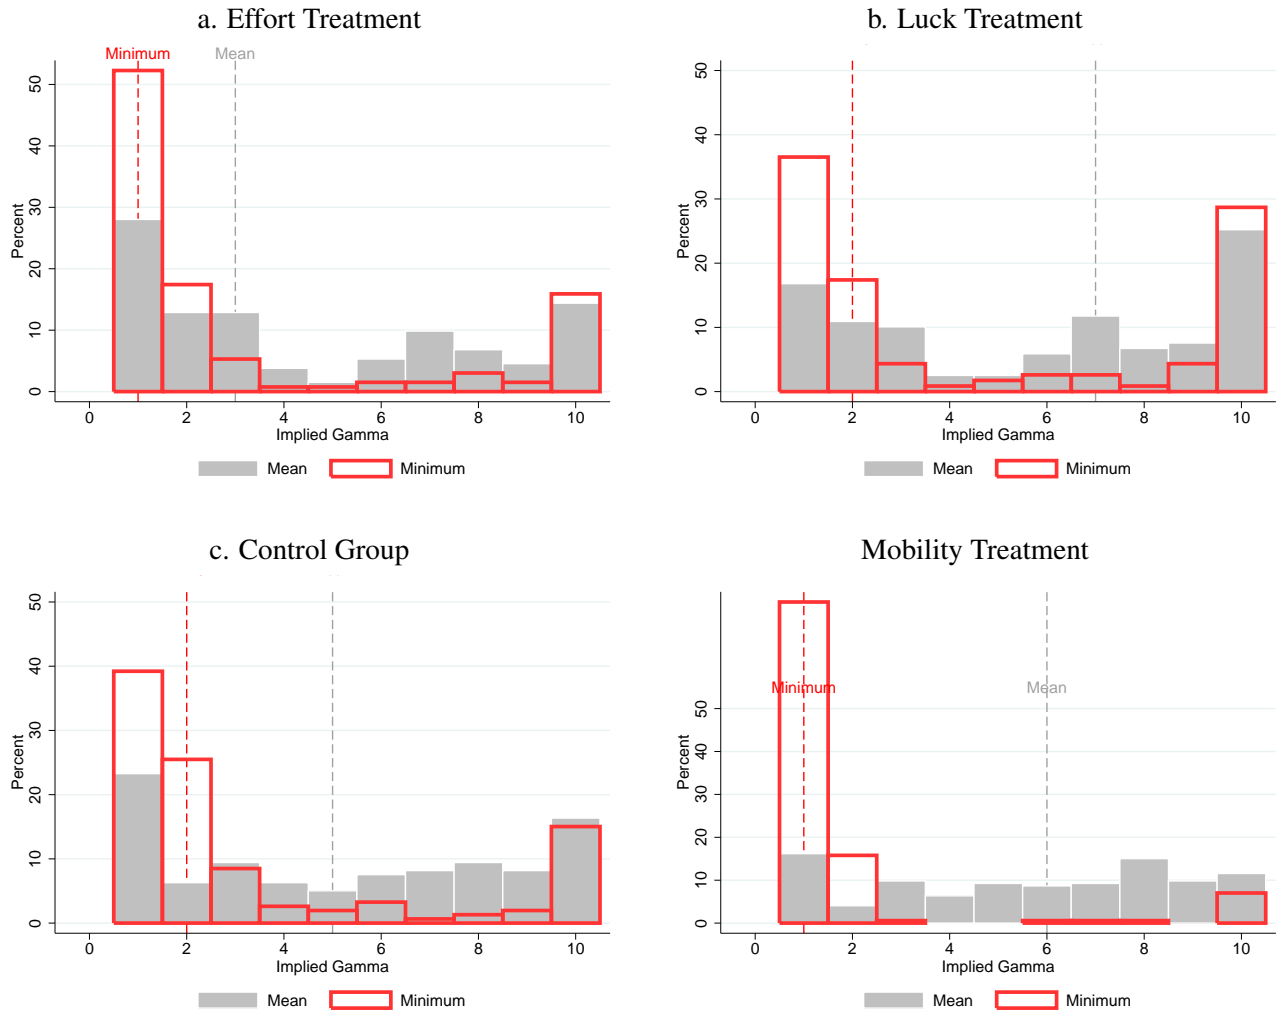 a. Effort Treatment
Minimum
Mean
50
40
30
20
10
0
Percent
0 2 4 6 8 10
Implied Gamma
Mean Minimum
b. Luck Treatment
50
40
30
20
10
0
Percent
0 2 4 6 8 10
Implied Gamma
Mean Minimum
c. Control Group
50
40
30
20
10
0
Percent
0 2 4 6 8 10
Implied Gamma
Mean Minimum
Mobility Treatment
Minimum
Mean
50
40
30
20
10
0
Percent
0 2 4 6 8 10
Implied Gamma
Mean Minimum